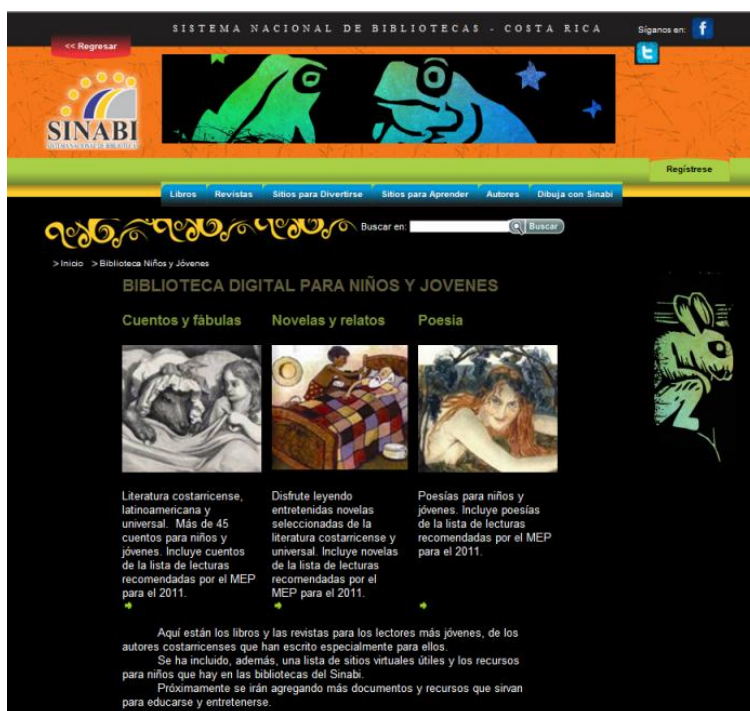 SISTEMA NACIONAL DE BIBLIOTECAS - COSTA RICA
Síganos en:
<< Regresar
SINABI
Regístrese
Libros Revistas Sitios para Divertirse Sitios para Aprender Autores Dibuja con Sinabi
Buscar en: Buscar
> Inicio > Biblioteca Niños y Jóvenes
BIBLIOTECA DIGITAL PARA NIÑOS Y JOVENES
Cuentos y fábulas
Literatura costarricense,
latinoamericana y
universal. Más de 45
cuentos para niños y
jóvenes. Incluye cuentos
de la lista de lecturas
recomendadas por el MEP
para el 2011.
Novelas y relatos
Disfrute leyendo
entretenidas novelas
seleccionadas de la
literatura costarricense y
universal. Incluye novelas
de la lista de lecturas
recomendadas por el
MEP para el 2011.
Poesia
Poesías para niños y
jóvenes. Incluye poesías
de la lista de lecturas
recomendadas por el MEP
para el 2011.
Aquí están los libros y las revistas para los lectores más jóvenes, de los
autores costarricenses que han escrito especialmente para ellos.
Se ha incluido, además, una lista de sitios virtuales útiles y los recursos
para niños que hay en las bibliotecas del Sinabi.
Próximamente se irán agregando más documentos y recursos que sirvan
para educarse y entretenerse.